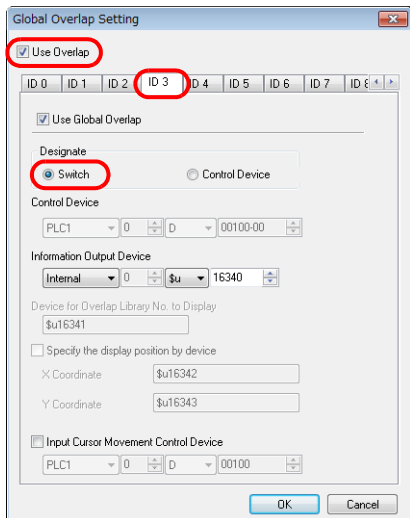 Global Overlap Setting
Use Overlap
ID 0 ID 1 ID 2 ID 3 ID 4 ID 5 ID 6 ID 7 ID 8
Use Global Overlap
Designate
Switch Control Device
Control Device
PLC1 0 D 00100-00
Information Output Device
Internal 0 $u 16340
Device for Overlap Library No. to Display
$u16341
Specify the display position by device
X Coordinate $u16342
Y Coordinate $u16343
Input Cursor Movement Control Device
PLC1 0 D 00100
OK Cancel